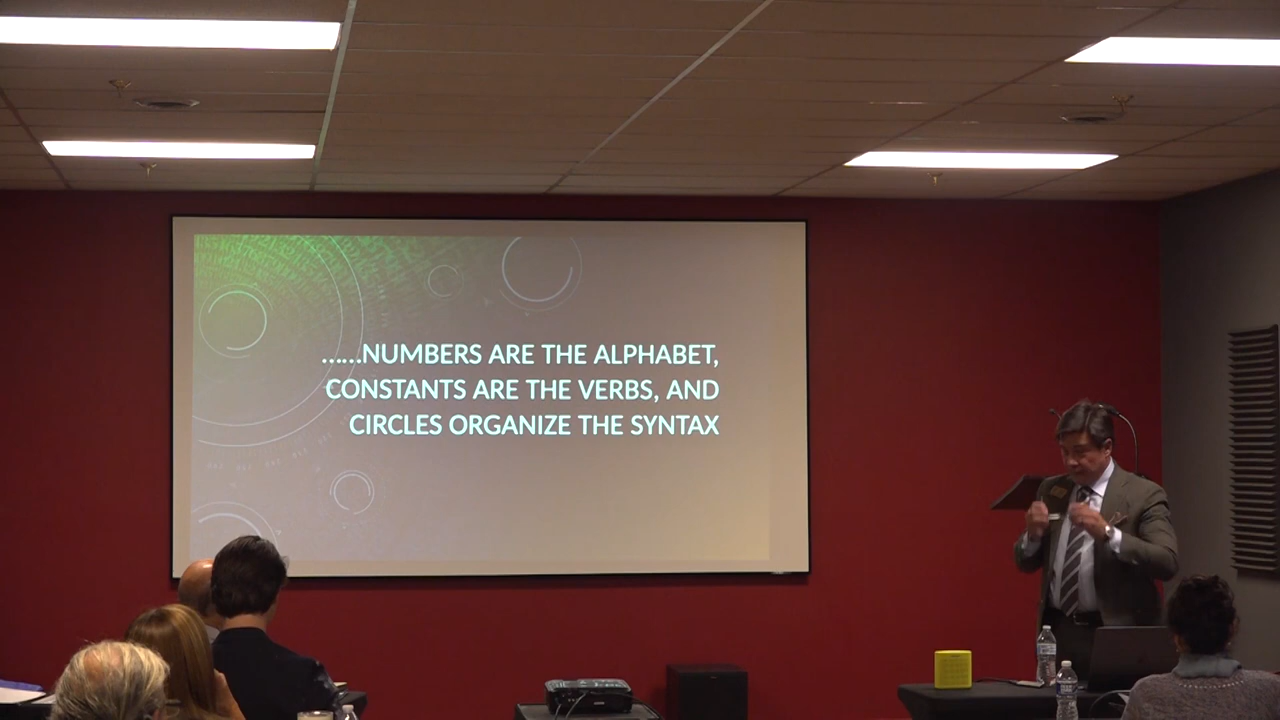 ......NUMBERS ARE THE ALPHABET,
CONSTANTS ARE THE VERBS, AND
CIRCLES ORGANIZE THE SYNTAX